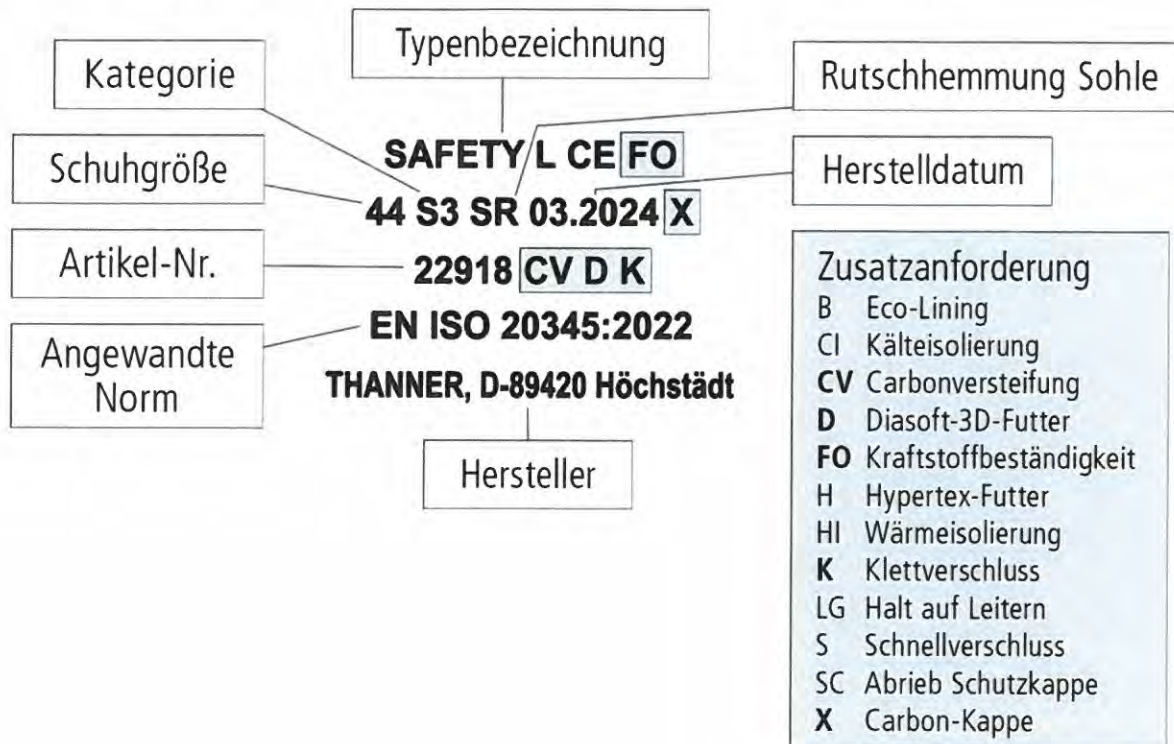 Typenbezeichnung
Kategorie
Rutschhemmung Sohle
Schuhgröße
Herstelldatum
SAFETY L CE FO
44 S3 SR 03.2024 X
Artikel-Nr.
22918 CV D K
Angewandte
Norm
EN ISO 20345:2022
THANNER, D-89420 Höchstädt
Hersteller
Zusatzanforderung
B Eco-Lining
CI Kälteisolierung
CV Carbonversteifung
D Diasoft-3D-Futter
FO Kraftstoffbeständigkeit
H Hypertex-Futter
HI Wärmeisolierung
K Klettverschluss
LG Halt auf Leitern
S Schnellverschluss
SC Abrieb Schutzkappe
X Carbon-Kappe